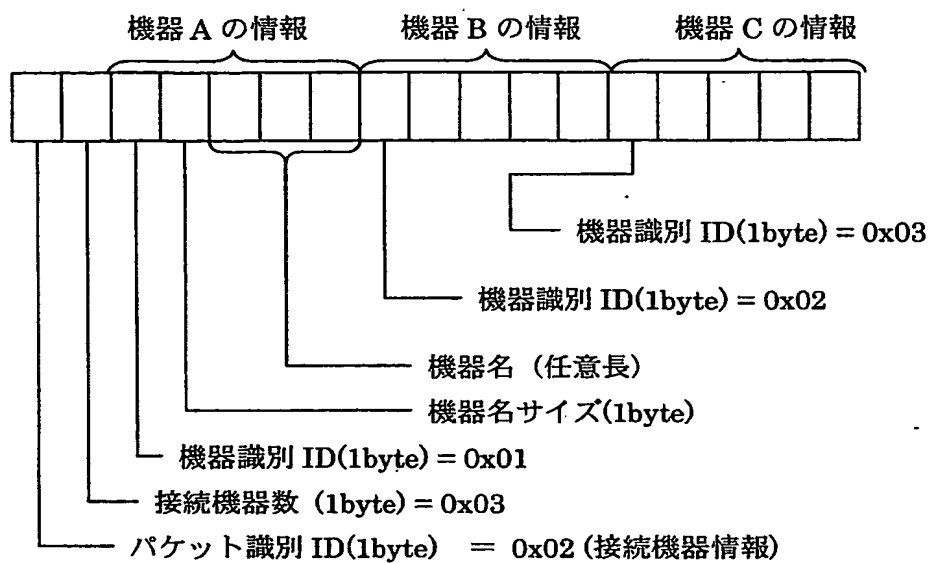 機器 A の情報 機器 B の情報 機器 C の情報
機器識別 ID(1byte) = 0x03
機器識別 ID(1byte) = 0x02
機器名 (任意長)
機器名サイズ(1byte)
機器識別 ID(1byte) = 0x01
接続機器数 (1byte) = 0x03
パケット識別 ID(1byte) = 0x02 (接続機器情報)